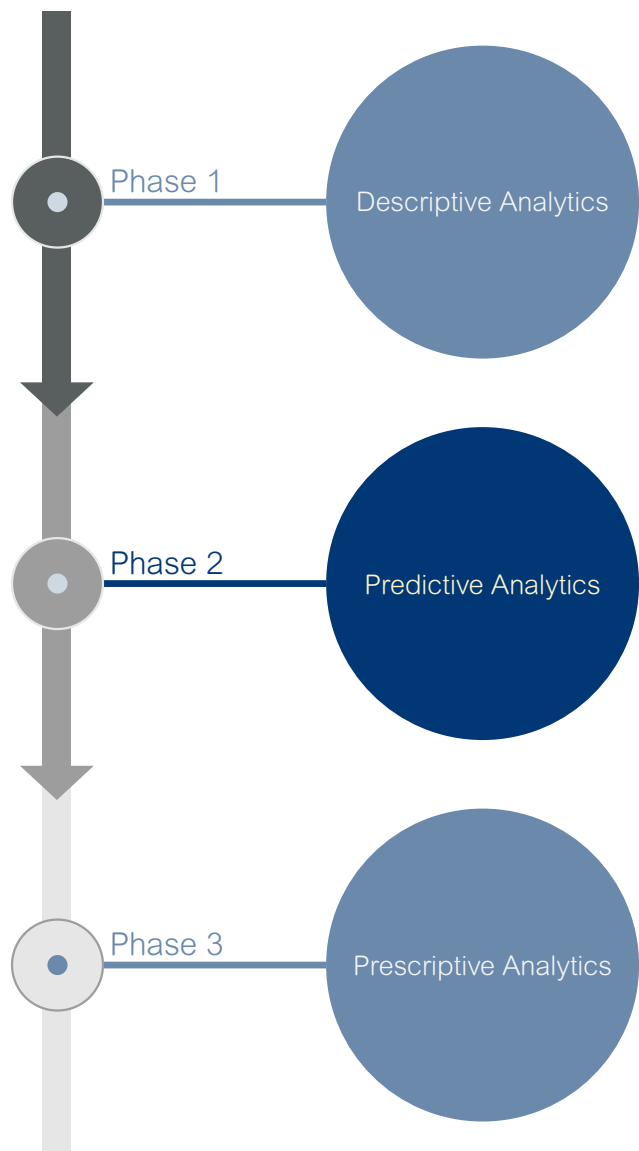 Phase 1
Descriptive Analytics
Phase 2
Predictive Analytics
Phase 3
Prescriptive Analytics